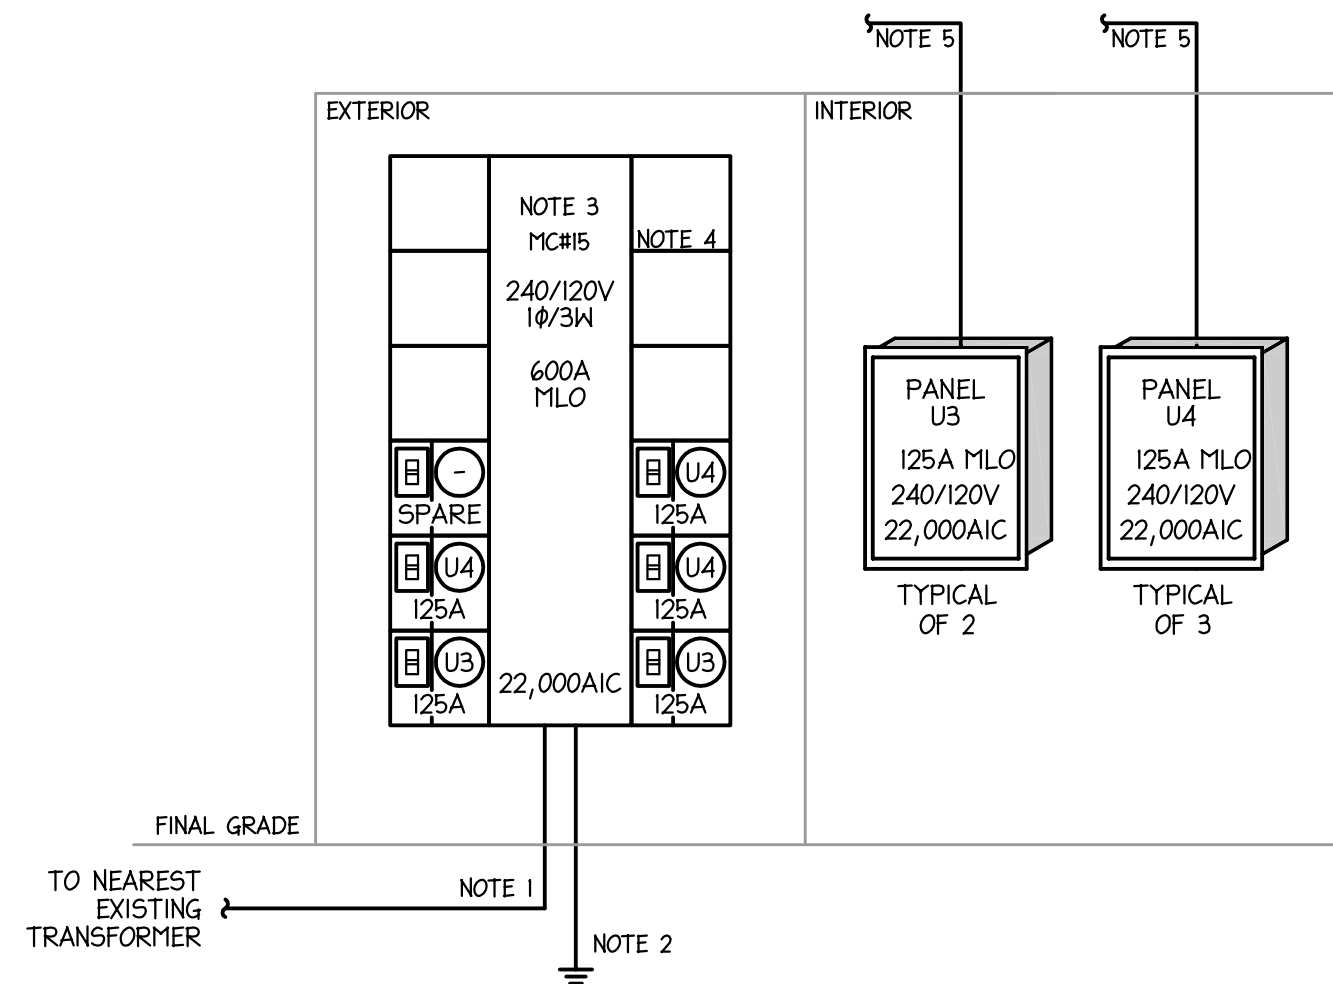 NOTE 5
NOTE 5
EXTERIOR
INTERIOR
NOTE 3
MC#15
NOTE 4
240/120V
1ϕ/3W
600A
MLO
-
SPARE
U4
125A
U3
125A
U4
125A
U4
125A
U3
125A
22,000AIC
PANEL
U3
125A MLO
240/120V
22,000AIC
TYPICAL
OF 2
PANEL
U4
125A MLO
240/120V
22,000AIC
TYPICAL
OF 3
FINAL GRADE
TO NEAREST
EXISTING
TRANSFORMER
NOTE 1
NOTE 2